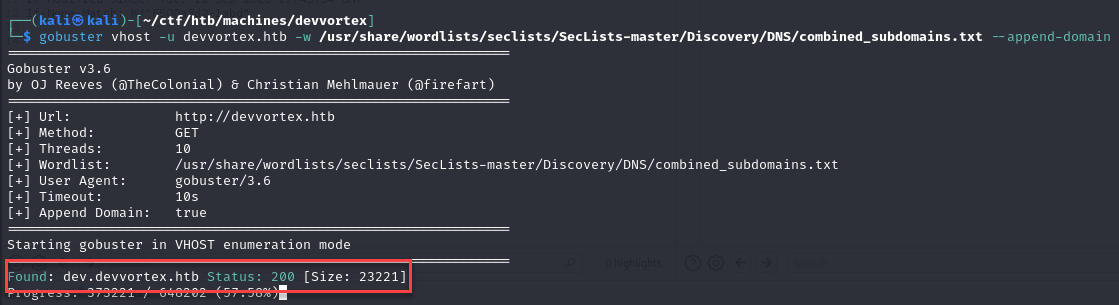 (kali㉿kali)-[~/ctf/htb/machines/devvortex]
$ gobuster vhost -u devvortex.htb -w /usr/share/wordlists/seclists/SecLists-master/Discovery/DNS/combined_subdomains.txt --append-domain
===============================================================
Gobuster v3.6
by OJ Reeves (@TheColonial) & Christian Mehlmauer (@firefart)
===============================================================
[+] Url: http://devvortex.htb
[+] Method: GET
[+] Threads: 10
[+] Wordlist: /usr/share/wordlists/seclists/SecLists-master/Discovery/DNS/combined_subdomains.txt
[+] User Agent: gobuster/3.6
[+] Timeout: 10s
[+] Append Domain: true
===============================================================
Starting gobuster in VHOST enumeration mode
===============================================================
Found: dev.devvortex.htb Status: 200 [Size: 23221]
0 highlights
Progress: 373221 / 648202 (57.58%)